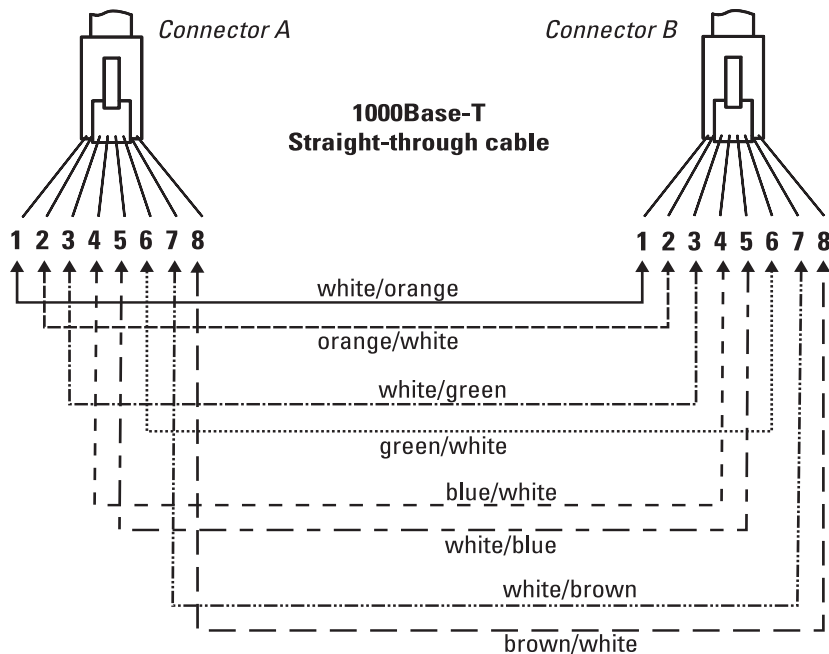 Connector A
Connector B
1000Base-T
Straight-through cable
1 2 3 4 5 6 7 8
1 2 3 4 5 6 7 8
white/orange
orange/white
white/green
green/white
blue/white
white/blue
white/brown
brown/white